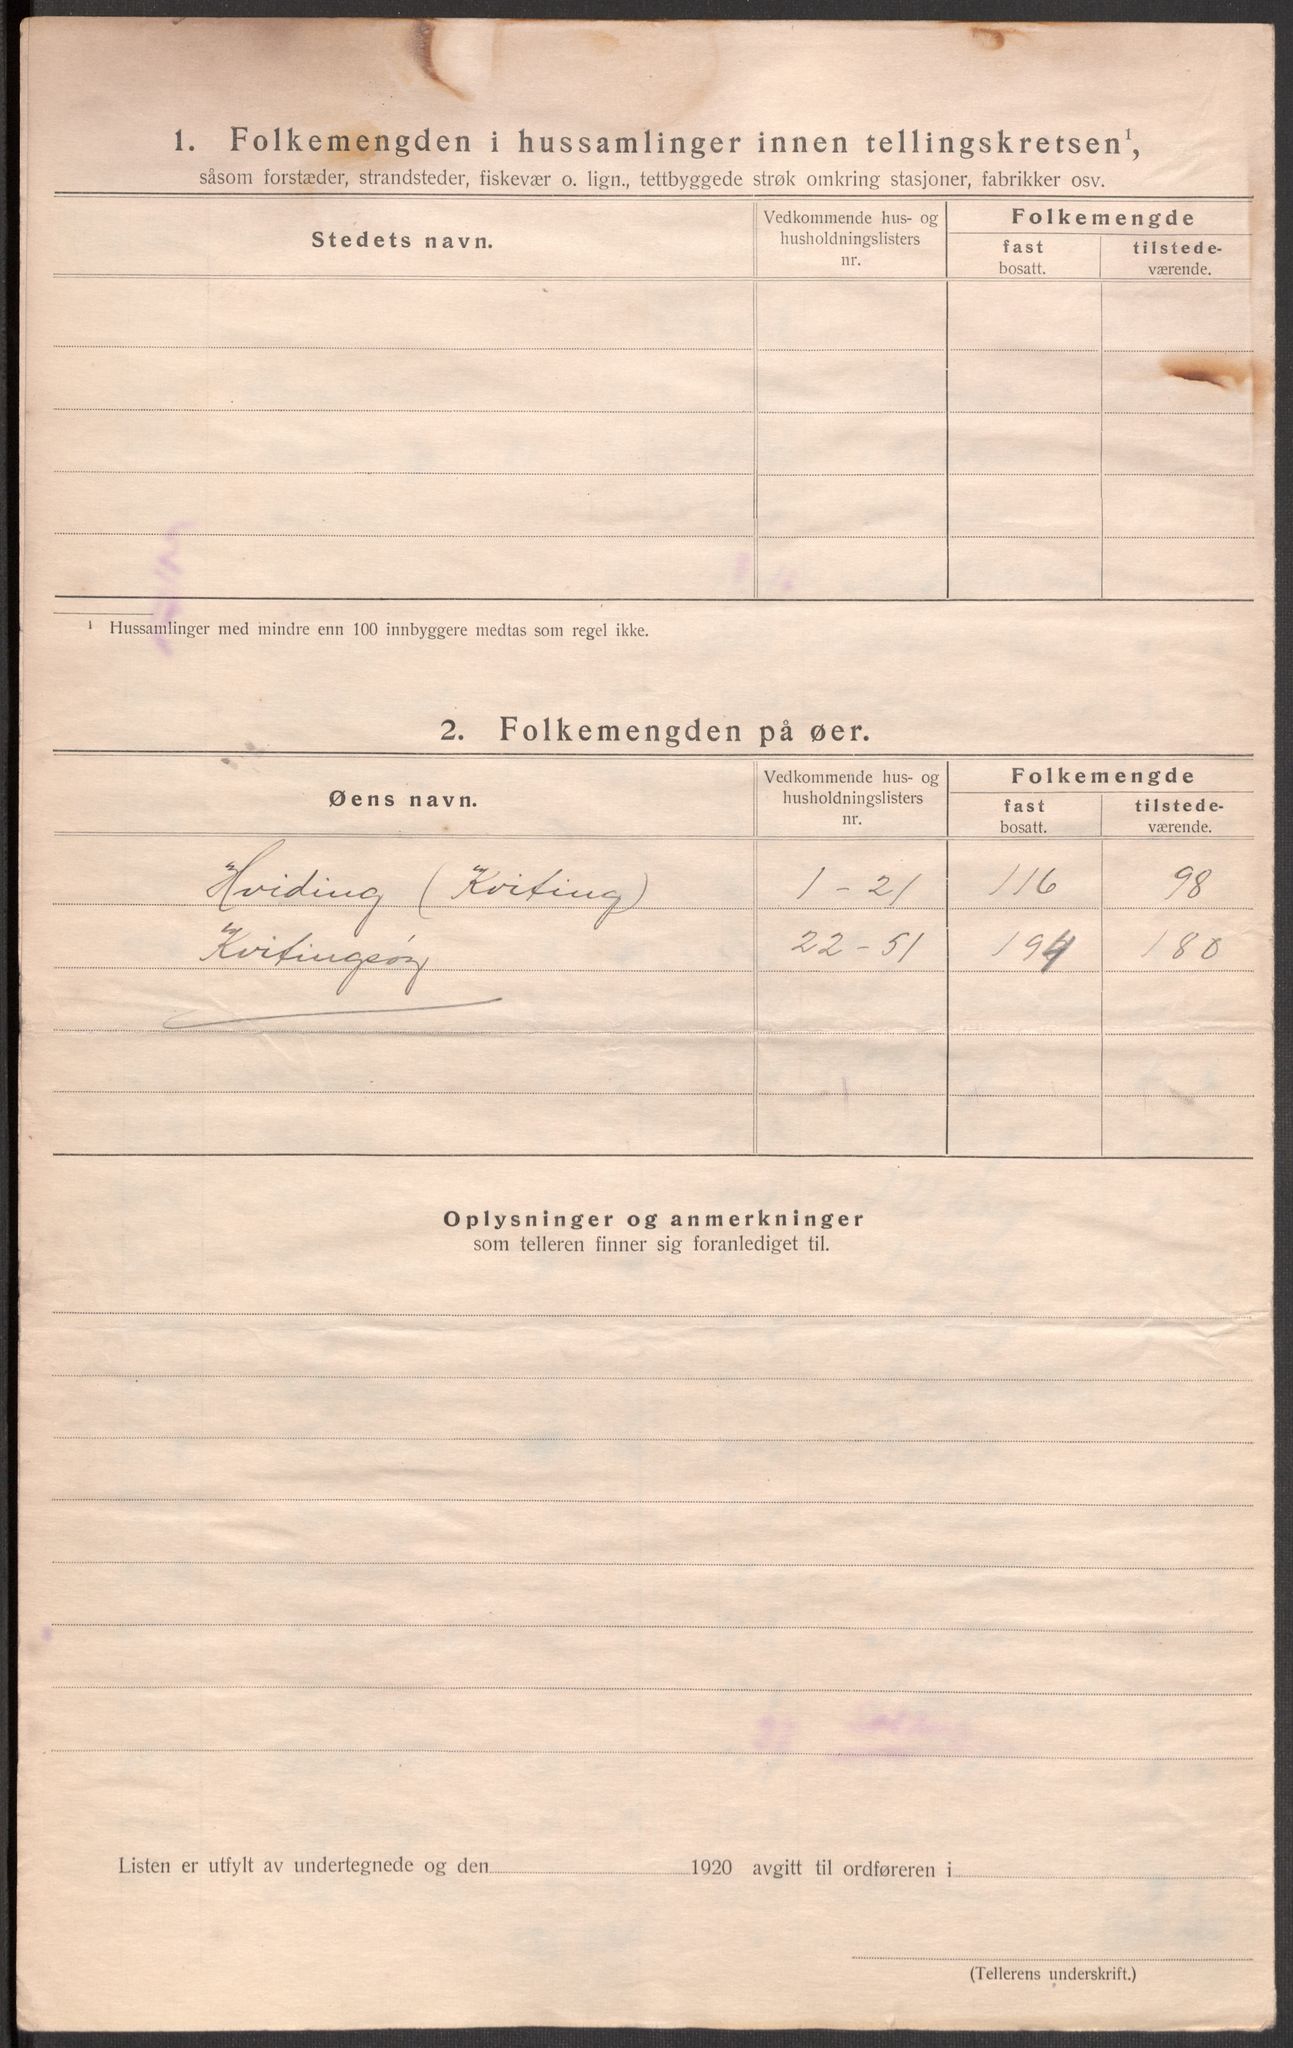 1. Folkemengden i hussamlinger innen tellingskretsen¹,
såsom forstæder, strandsteder, fiskevær o. lign., tettbyggede strøk omkring stasjoner, fabrikker osv.
Stedets navn.
Vedkommende hus- og husholdningslisters nr.
Folkemengde
fast bosatt.
tilstede-værende.
¹ Hussamlinger med mindre enn 100 innbyggere medtas som regel ikke.
2. Folkemengden på øer.
Øens navn.
Vedkommende hus- og husholdningslisters nr.
Folkemengde
fast bosatt.
tilstede-værende.
Hviding (Kviting) 1 - 21 116 98
Kvitingsøy 22 - 51 194 180
Oplysninger og anmerkninger
som telleren finner sig foranlediget til.
Listen er utfylt av undertegnede og den 1920 avgitt til ordføreren i
(Tellerens underskrift.)